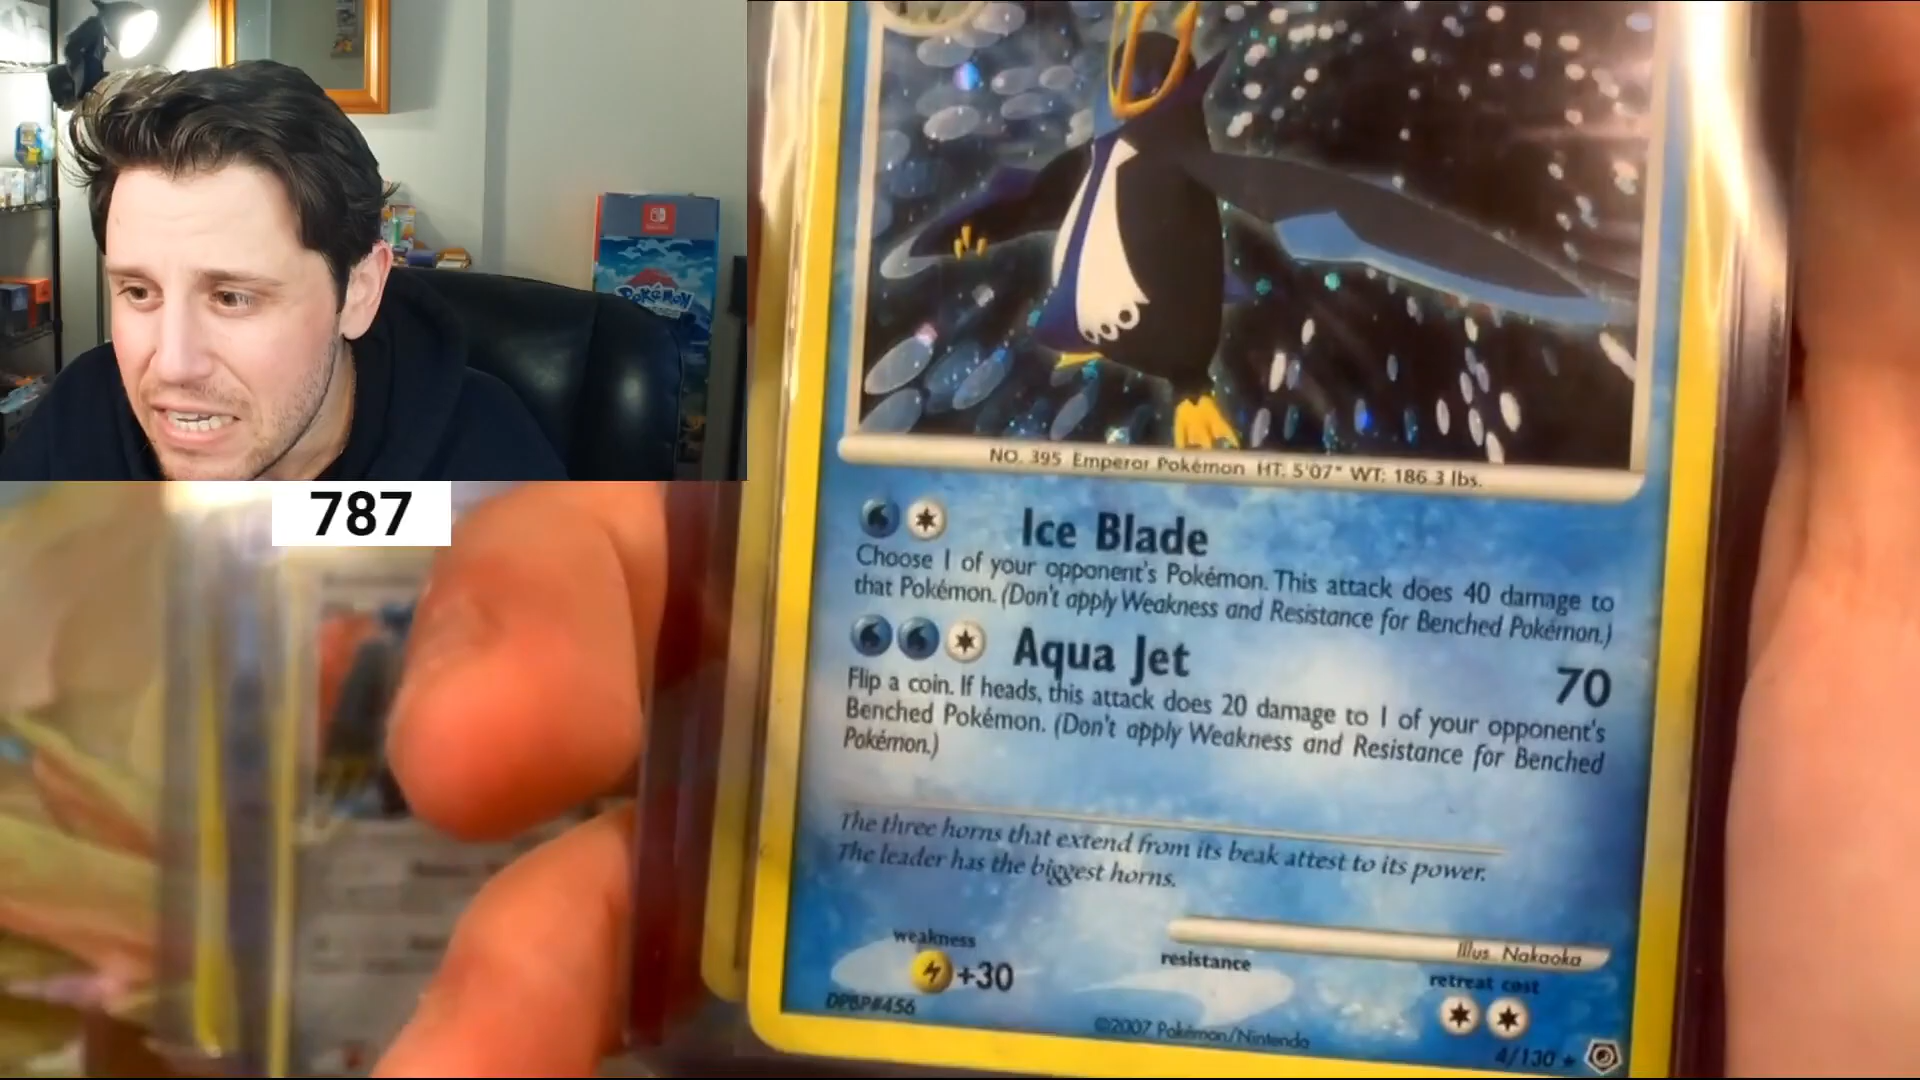 POKÉMON
787
NO. 395 Emperor Pokémon HT. 5'07" WT: 186.3 lbs.
Ice Blade
Choose 1 of your opponent's Pokémon. This attack does 40 damage to
that Pokémon. (Don't apply Weakness and Resistance for Benched Pokémon.)
Aqua Jet 70
Flip a coin. If heads, this attack does 20 damage to 1 of your opponent's
Benched Pokémon. (Don't apply Weakness and Resistance for Benched
Pokémon.)
The three horns that extend from its beak attest to its power.
The leader has the biggest horns.
Illus. Nakaoka
weakness resistance retreat cost
+30
DPBP#456
©2007 Pokémon/Nintendo
4/130 ★